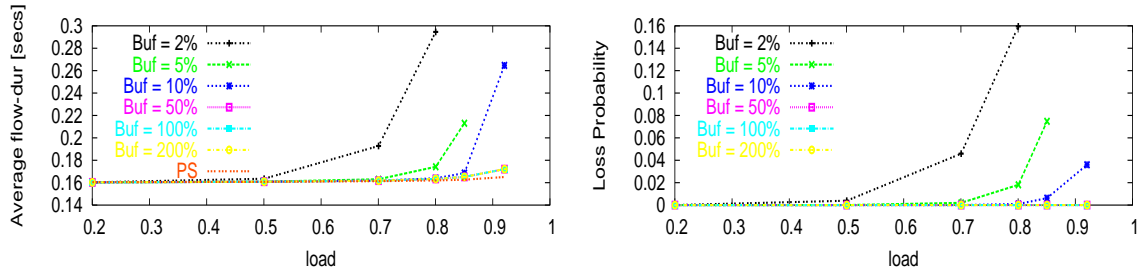 Average flow-dur [secs]
0.3
0.28
0.26
0.24
0.22
0.2
0.18
0.16
0.14
Buf = 2%
Buf = 5%
Buf = 10%
Buf = 50%
Buf = 100%
Buf = 200%
PS
0.2 0.3 0.4 0.5 0.6 0.7 0.8 0.9 1
load
Loss Probability
0.16
0.14
0.12
0.10
0.08
0.06
0.04
0.02
0
Buf = 2%
Buf = 5%
Buf = 10%
Buf = 50%
Buf = 100%
Buf = 200%
0.2 0.3 0.4 0.5 0.6 0.7 0.8 0.9 1
load